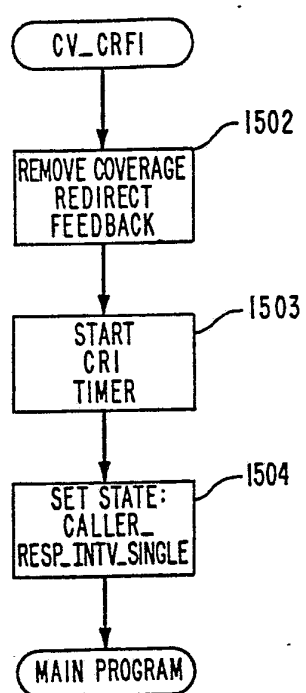 CV_CRFI
1502
REMOVE COVERAGE
REDIRECT
FEEDBACK
1503
START
CRI
TIMER
1504
SET STATE:
CALLER_
RESP_INTV_SINGLE
MAIN PROGRAM